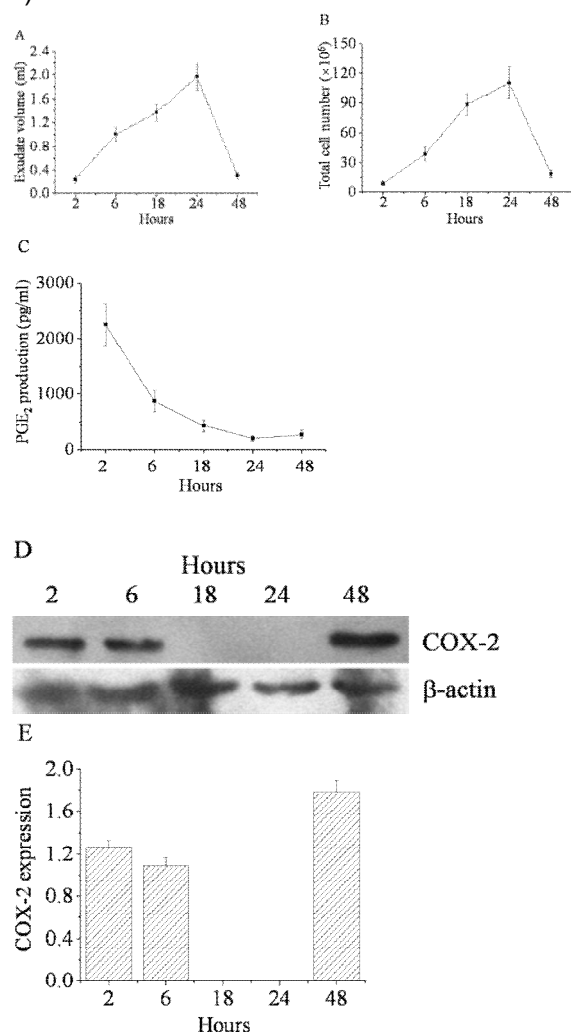 A
Exudate volume (ml)
2.4
2.0
1.6
1.2
0.8
0.4
0.0
2 6 18 24 48
Hours
B
Total cell number (×10⁶)
150
120
90
60
30
0
2 6 18 24 48
Hours
C
PGE₂ production (pg/ml)
3000
2000
1000
0
2 6 18 24 48
Hours
D
Hours
2 6 18 24 48
COX-2
β-actin
E
COX-2 expression
2.0
1.6
1.2
0.8
0.4
0.0
2 6 18 24 48
Hours